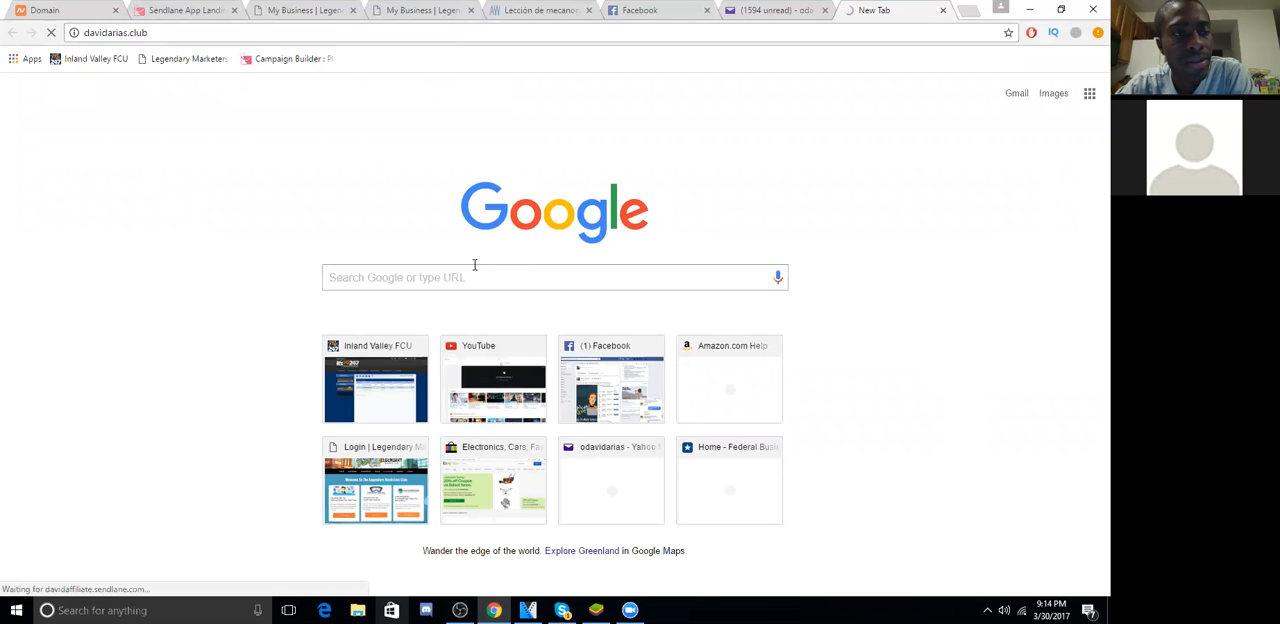 Domain
Sendlane App Landi
My Business | Legen
My Business | Legen
Lección de mecanog
Facebook
(1594 unread) - oda
New Tab
davidarias.club
Apps
Inland Valley FCU
Legendary Marketers
Campaign Builder : Pl
IQ
Gmail
Images
Google
Search Google or type URL
Inland Valley FCU
YouTube
(1) Facebook
Amazon.com Help
Login | Legendary M
Electronics, Cars, Fas
odavidarias - Yahoo
Home - Federal Busi
Wander the edge of the world. Explore Greenland in Google Maps.
Waiting for davidaffiliate.sendlane.com...
Search for anything
9:14 PM
3/30/2017